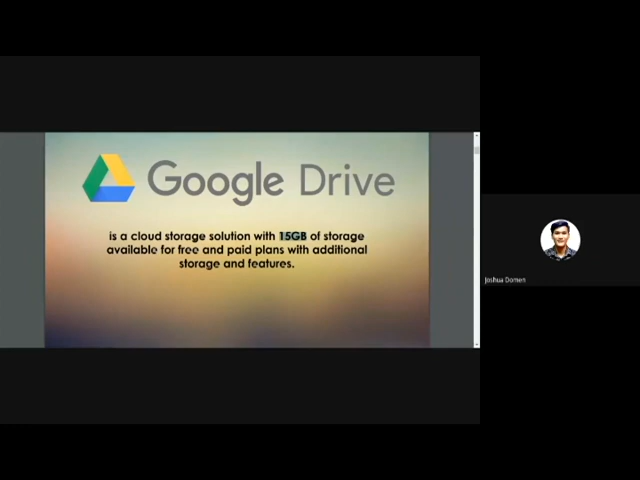 Google Drive
is a cloud storage solution with 15GB of storage
available for free and paid plans with additional
storage and features.
Joshua Domen